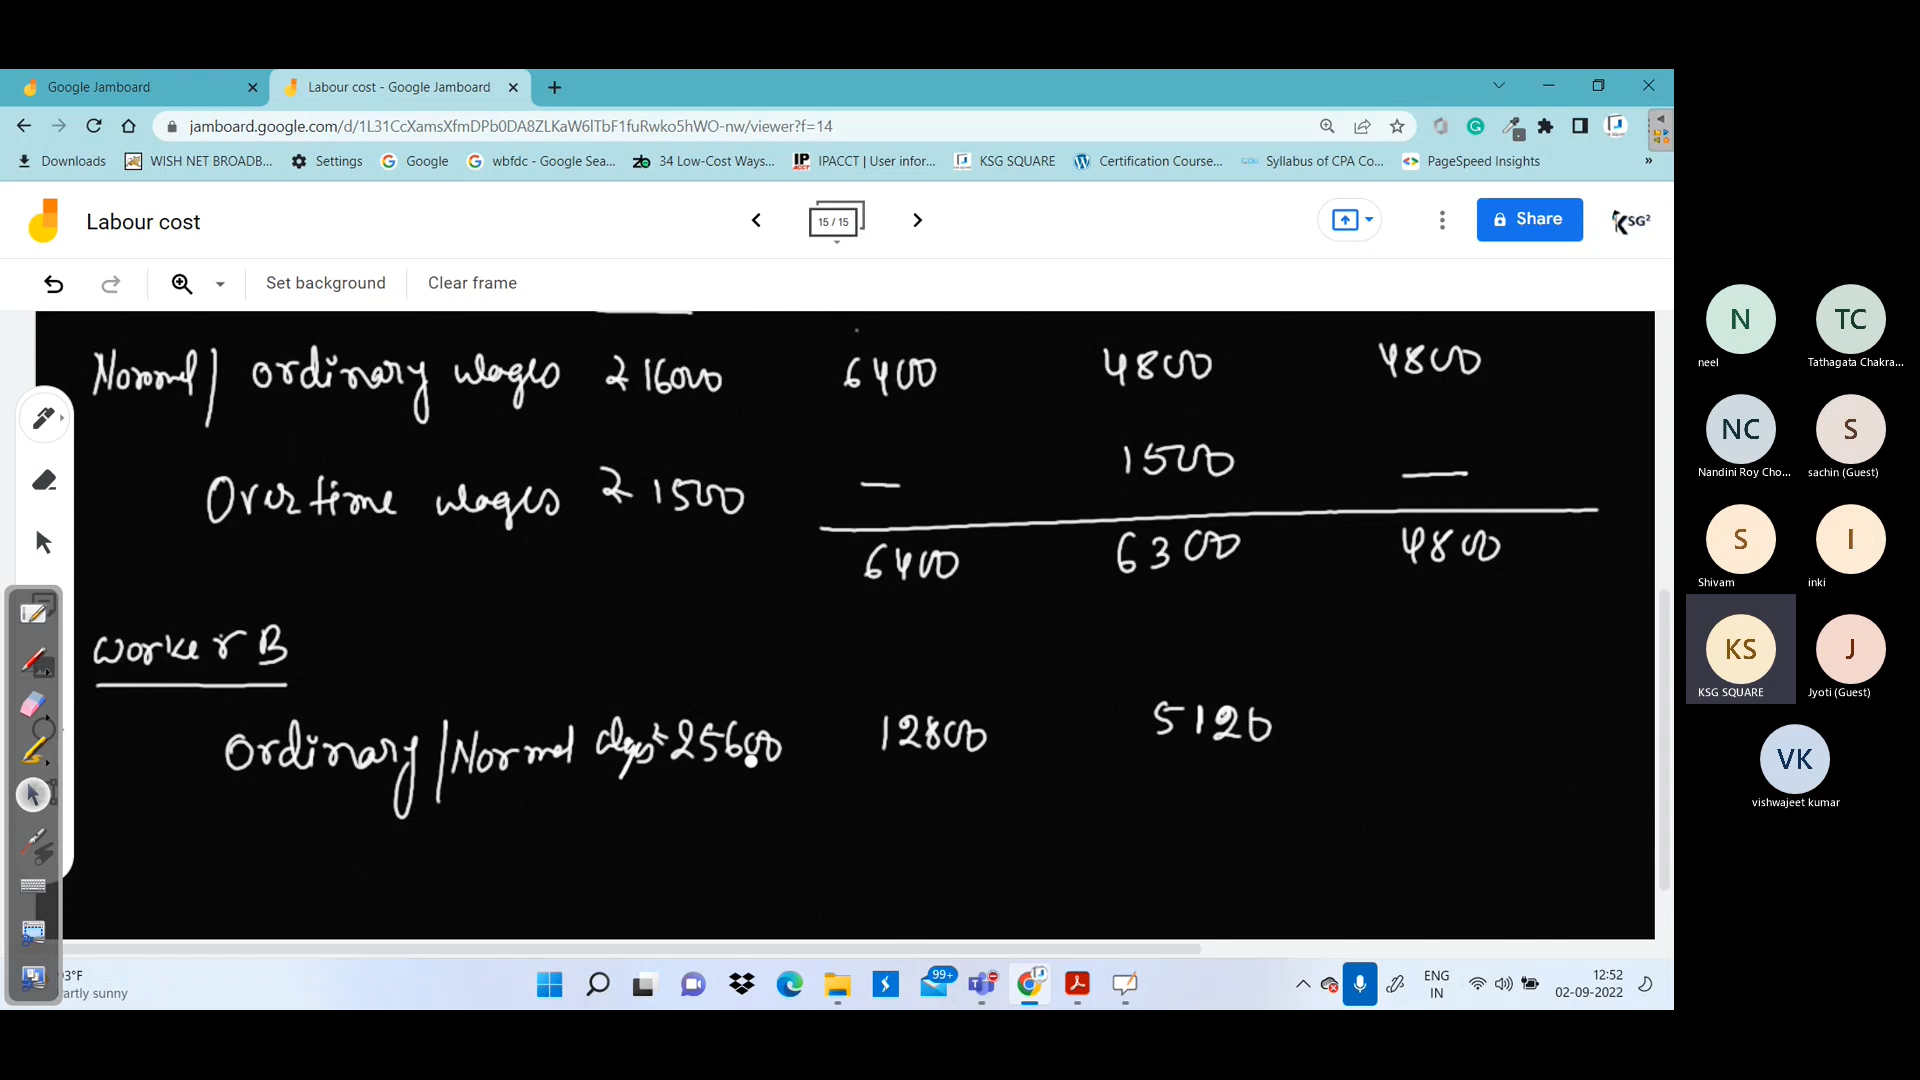 Google Jamboard
Labour cost - Google Jamboard
jamboard.google.com/d/1L31CcXamsXfmDPb0DA8ZLKaW6lTbF1fuRwko5hWO-nw/viewer?f=14
Downloads WISH NET BROADB... Settings Google wbfdc - Google Sea... 34 Low-Cost Ways... IPACCT | User infor... KSG SQUARE Certification Course... Syllabus of CPA Co... PageSpeed Insights »
Labour cost
15 / 15
Share
KSG²
Set background Clear frame
Normal / ordinary wages ₹ 16000 6400 4800 4800
Overtime wages ₹ 1500 — 1500 —
6400 6300 4800
Worker B
Ordinary / Normal 25600 12800 5120
N
neel
TC
Tathagata Chakra...
NC
Nandini Roy Cho...
S
sachin (Guest)
S
Shivam
I
inki
KS
KSG SQUARE
J
Jyoti (Guest)
VK
vishwajeet kumar
93°F
artly sunny
99+
ENG
IN
12:52
02-09-2022